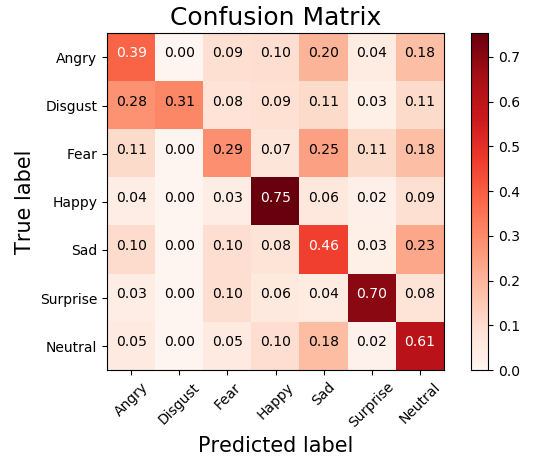 Confusion Matrix
True label
Angry 0.39 0.00 0.09 0.10 0.20 0.04 0.18
Disgust 0.28 0.31 0.08 0.09 0.11 0.03 0.11
Fear 0.11 0.00 0.29 0.07 0.25 0.11 0.18
Happy 0.04 0.00 0.03 0.75 0.06 0.02 0.09
Sad 0.10 0.00 0.10 0.08 0.46 0.03 0.23
Surprise 0.03 0.00 0.10 0.06 0.04 0.70 0.08
Neutral 0.05 0.00 0.05 0.10 0.18 0.02 0.61
Angry Disgust Fear Happy Sad Surprise Neutral
Predicted label
0.7
0.6
0.5
0.4
0.3
0.2
0.1
0.0